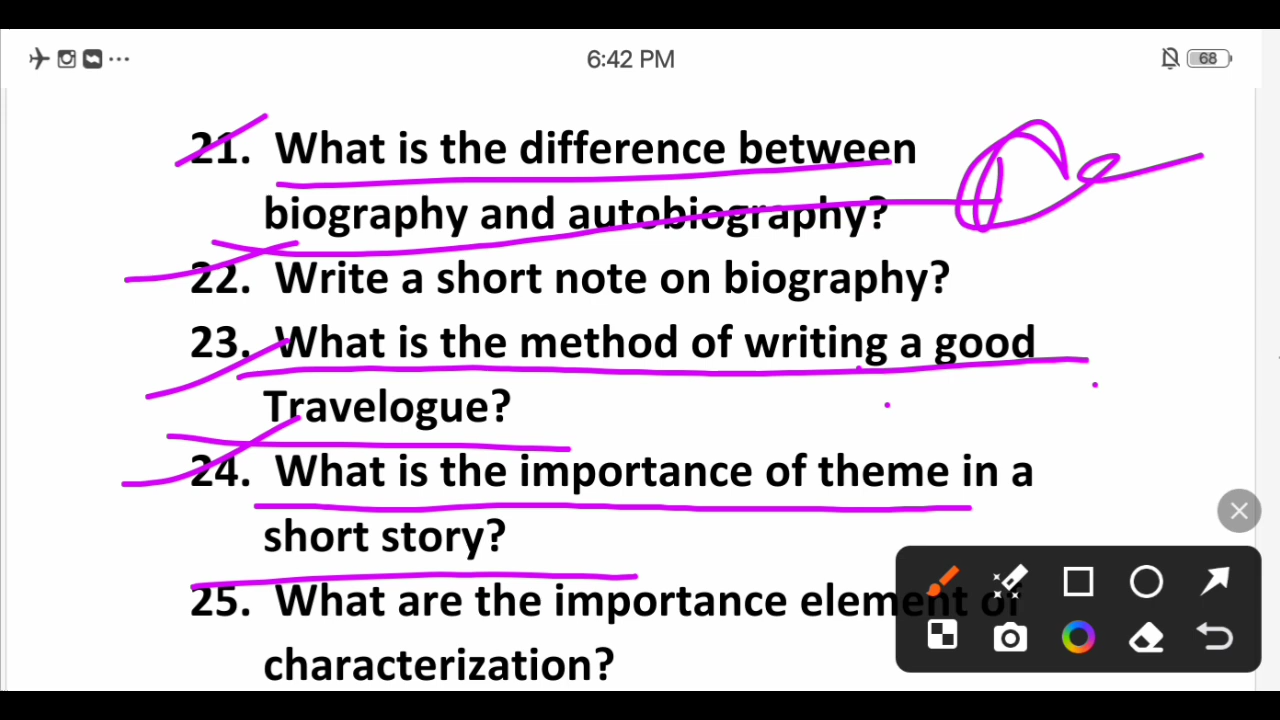 6:42 PM
68
21. What is the difference between
biography and autobiography?
22. Write a short note on biography?
23. What is the method of writing a good
Travelogue?
24. What is the importance of theme in a
short story?
25. What are the importance element of
characterization?